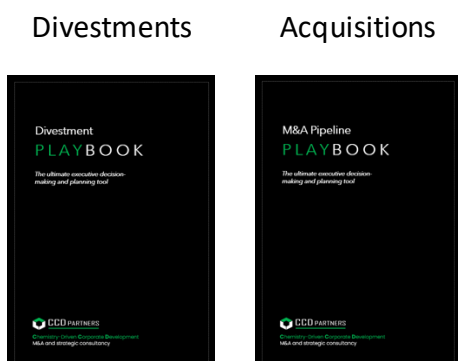 Divestments
Acquisitions
Divestment
PLAYBOOK
The ultimate executive decision-
making and planning tool
CCD PARTNERS
Chemistry-Driven Corporate Development
M&A and strategic consultancy
M&A Pipeline
PLAYBOOK
The ultimate executive decision-
making and planning tool
CCD PARTNERS
Chemistry-Driven Corporate Development
M&A and strategic consultancy